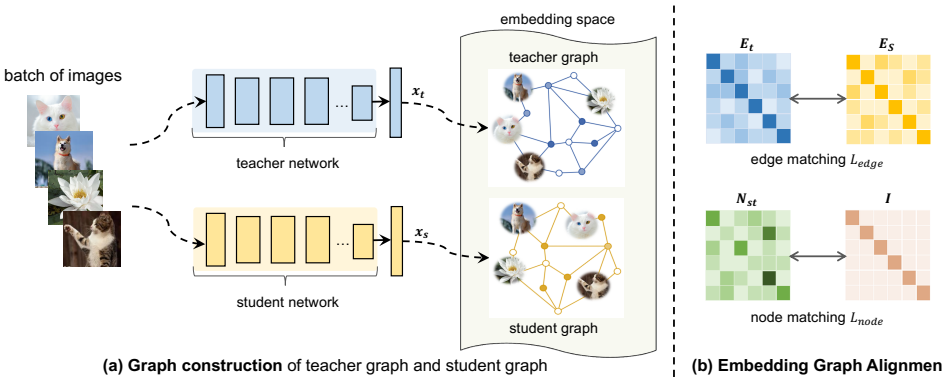 embedding space
teacher graph
batch of images
...
x_t
teacher network
...
x_s
student network
student graph
(a) Graph construction of teacher graph and student graph
E_t
E_S
edge matching L_edge
N_st
I
node matching L_node
(b) Embedding Graph Alignmen